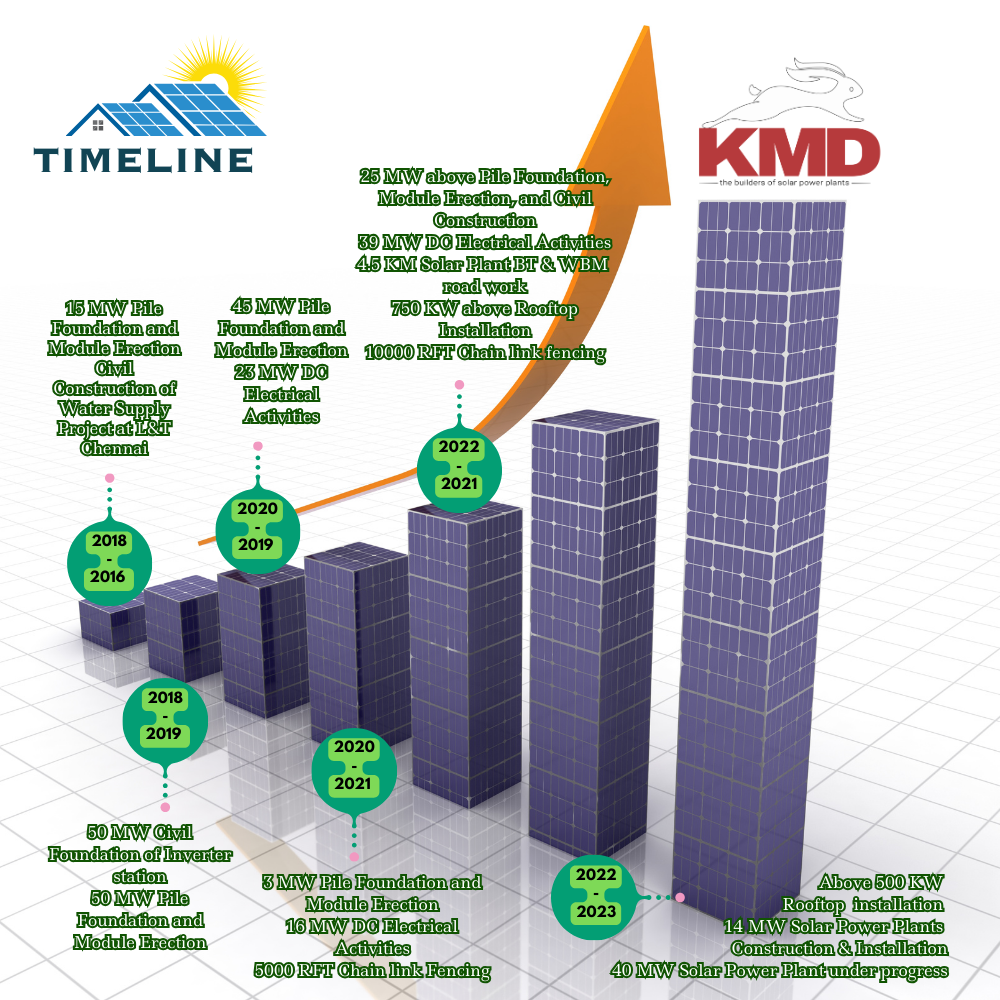 TIMELINE
KMD
the builders of solar power plants
25 MW above Pile Foundation,
Module Erection, and Civil
Construction
39 MW DC Electrical Activities
4.5 KM Solar Plant BT & WBM
road work
750 KW above Rooftop
Installation
10000 RFT Chain link fencing
15 MW Pile
Foundation and
Module Erection
Civil
Construction of
Water Supply
Project at L&T
Chennai
45 MW Pile
Foundation and
Module Erection
23 MW DC
Electrical
Activities
2022
-
2021
2020
-
2019
2018
-
2016
2018
-
2019
2020
-
2021
50 MW Civil
Foundation of Inverter
station
50 MW Pile
Foundation and
Module Erection
3 MW Pile Foundation and
Module Erection
16 MW DC Electrical
Activities
5000 RFT Chain link Fencing
2022
-
2023
Above 500 KW
Rooftop installation
14 MW Solar Power Plants
Construction & Installation
40 MW Solar Power Plant under progress